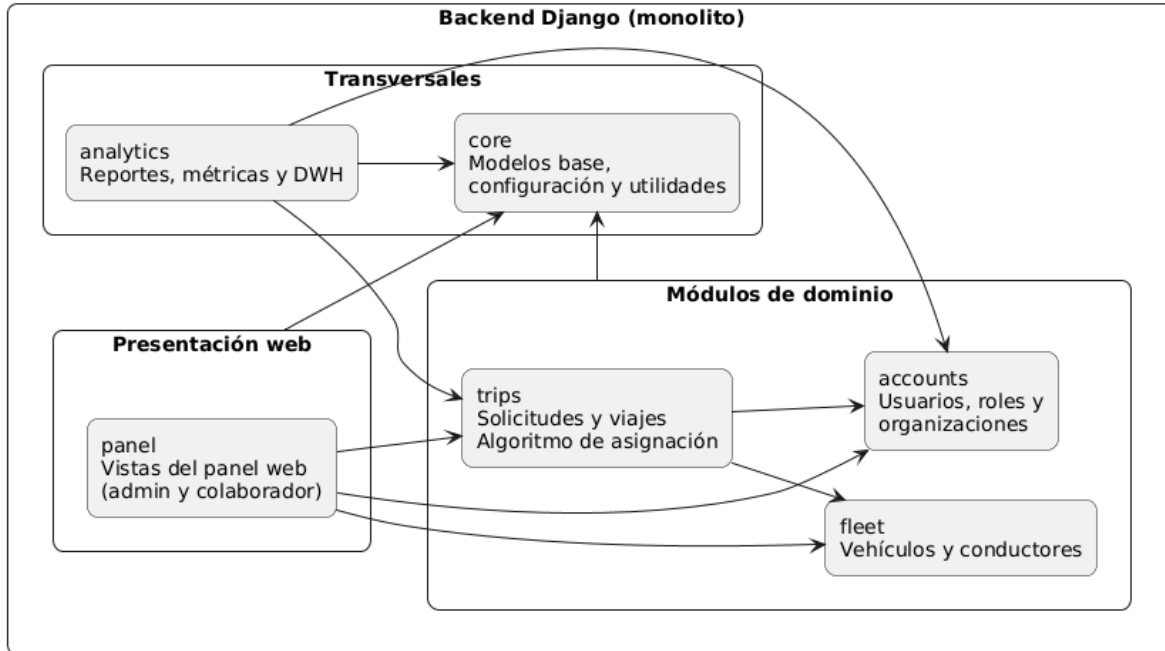 Backend Django (monolito)
Transversales
analytics
Reportes, métricas y DWH
core
Modelos base,
configuración y utilidades
Módulos de dominio
Presentación web
trips
Solicitudes y viajes
Algoritmo de asignación
accounts
Usuarios, roles y
organizaciones
panel
Vistas del panel web
(admin y colaborador)
fleet
Vehículos y conductores